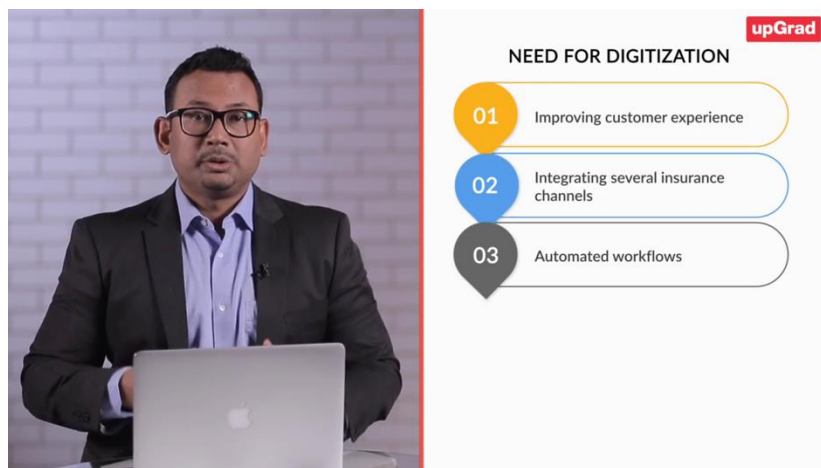 upGrad
NEED FOR DIGITIZATION
01
Improving customer experience
02
Integrating several insurance
channels
03
Automated workflows